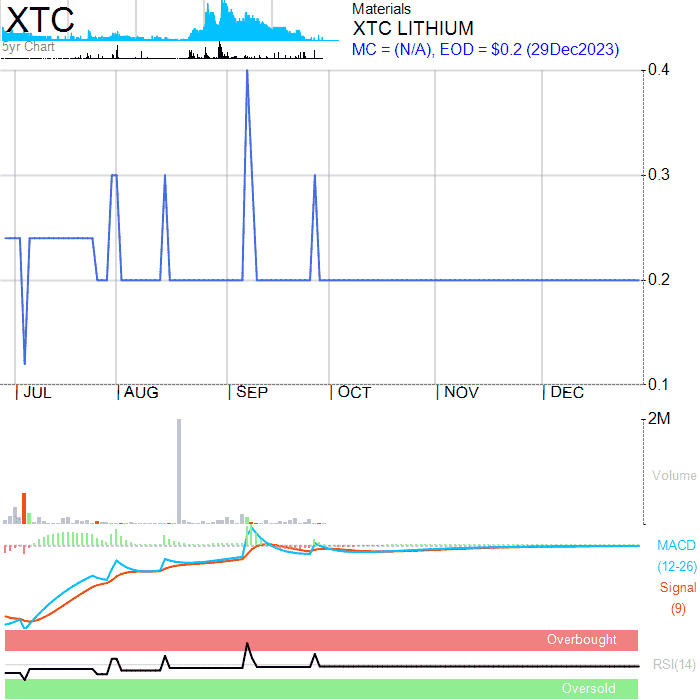 XTC
5yr Chart
Materials
XTC LITHIUM
MC = (N/A), EOD = $0.2 (29Dec2023)
0.4
0.3
0.2
0.1
JUL AUG SEP OCT NOV DEC
2M
Volume
MACD
(12-26)
Signal
(9)
Overbought
RSI(14)
Oversold